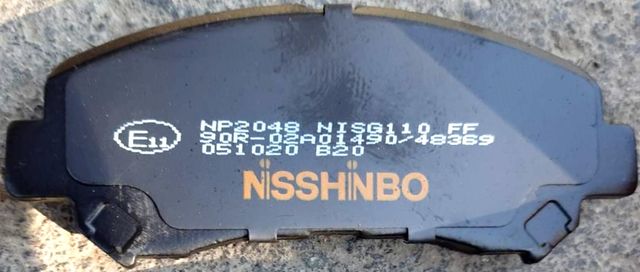 E11
NP2048 NISG110 FF
90R-02A01490/48369
051020 B20
NiSSHiNBO